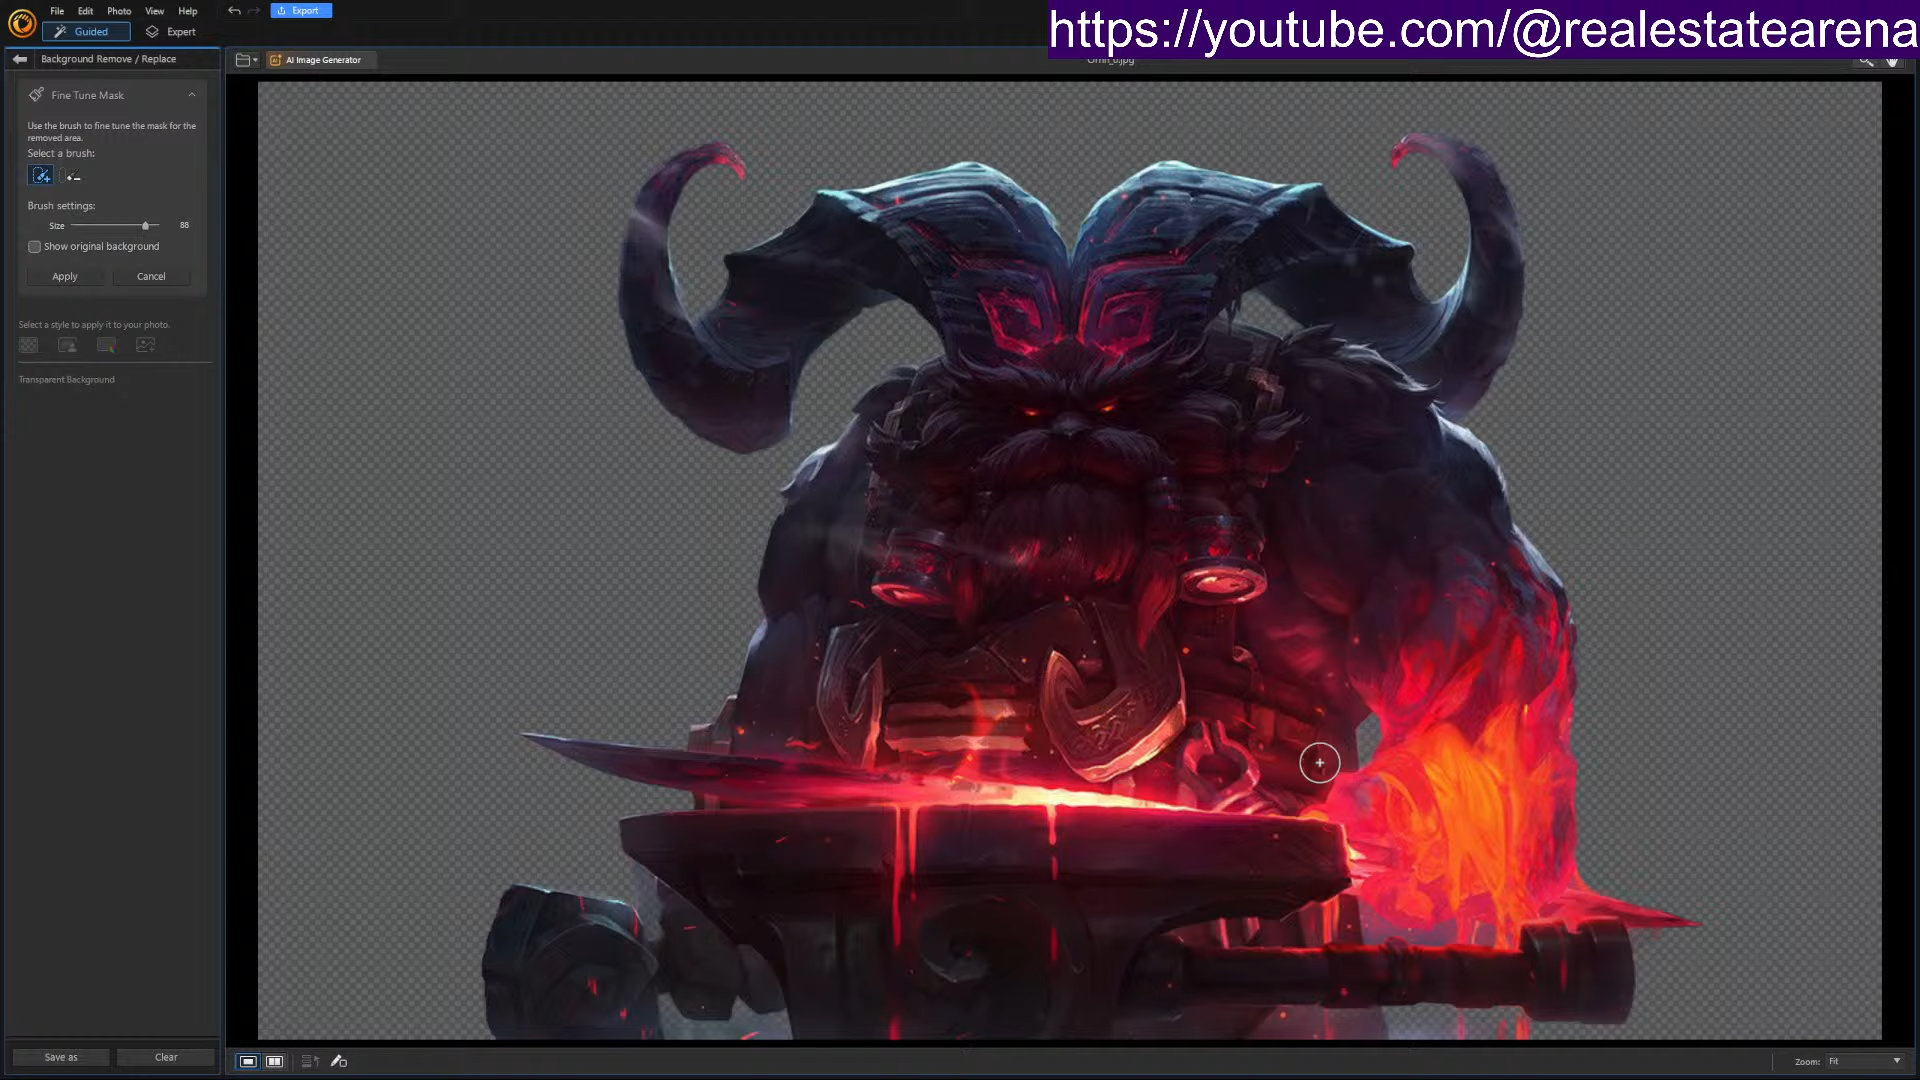 File Edit Photo View Help Export
https://youtube.com/@realestatearena
Guided Expert
Background Remove / Replace
AI Image Generator
Fine Tune Mask
Use the brush to fine tune the mask for the
removed area.
Select a brush:
Brush settings:
Size 88
Show original background
Apply Cancel
Select a style to apply it to your photo.
Transparent Background
Save as Clear
Zoom: Fit